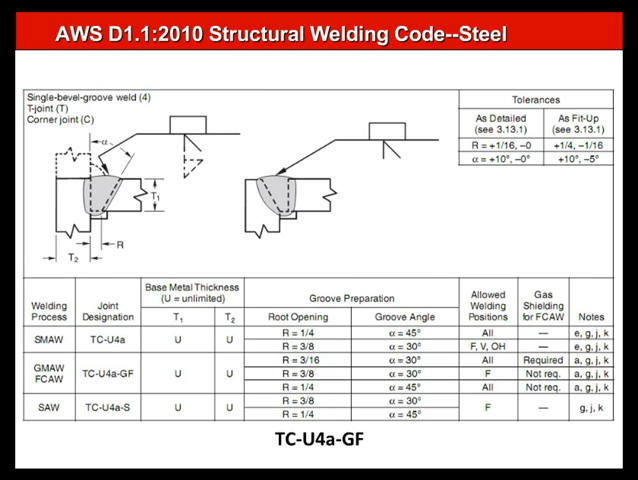 AWS D1.1:2010 Structural Welding Code--Steel
Single-bevel-groove weld (4)
T-joint (T)
Corner joint (C)
α
T1
R
T2
Tolerances
As Detailed (see 3.13.1) As Fit-Up (see 3.13.1)
R = +1/16, –0 +1/4, –1/16
α = +10°, –0° +10°, –5°
Welding Process Joint Designation Base Metal Thickness (U = unlimited) Groove Preparation Allowed Welding Positions Gas Shielding for FCAW Notes
T1 T2 Root Opening Groove Angle
SMAW TC-U4a U U R = 1/4 α = 45° All — e, g, j, k
R = 3/8 α = 30° F, V, OH — e, g, j, k
GMAW FCAW TC-U4a-GF U U R = 3/16 α = 30° All Required a, g, j, k
R = 3/8 α = 30° F Not req. a, g, j, k
R = 1/4 α = 45° All Not req. a, g, j, k
SAW TC-U4a-S U U R = 3/8 α = 30° F — g, j, k
R = 1/4 α = 45°
TC-U4a-GF